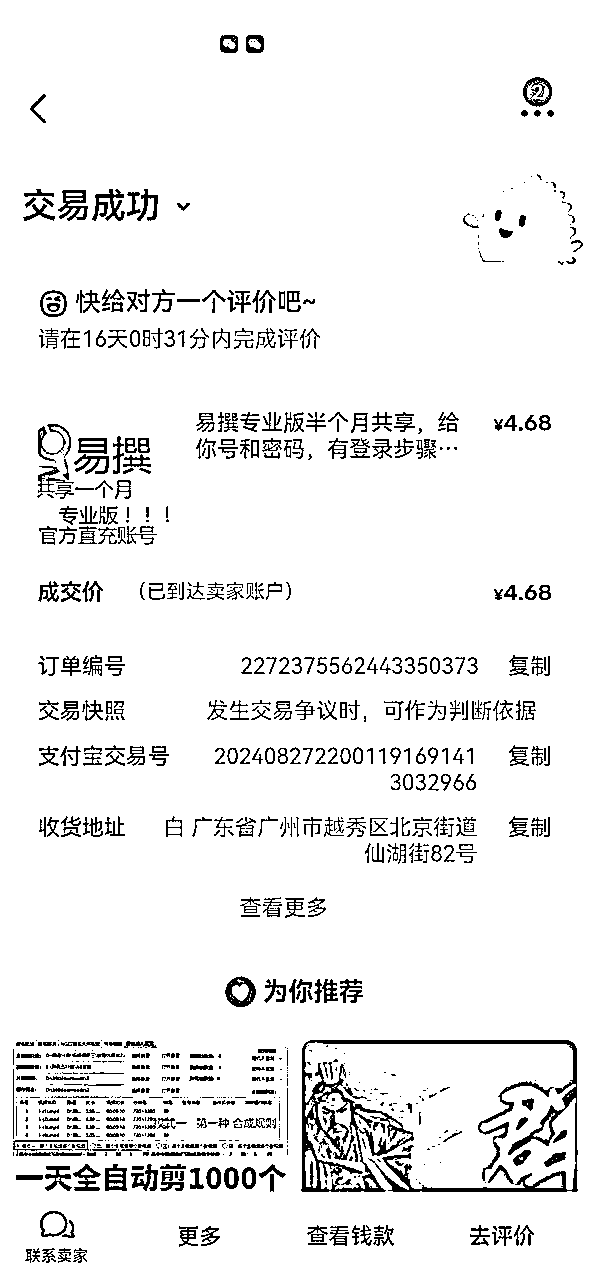 交易成功
快给对方一个评价吧~
请在16天0时31分内完成评价
易撰专业版半个月共享，给 ¥4.68
你号和密码，有登录步骤…
易撰
共享一个月
专业版！！！
官方直充账号
成交价 （已到达卖家账户） ¥4.68
订单编号 2272375562443350373 复制
交易快照 发生交易争议时，可作为判断依据
支付宝交易号 202408272200119169141 复制
3032966
收货地址 白 广东省广州市越秀区北京街道 复制
仙湖街82号
查看更多
为你推荐
第一种 合成规则
一天全自动剪1000个
联系卖家 更多 查看钱款 去评价